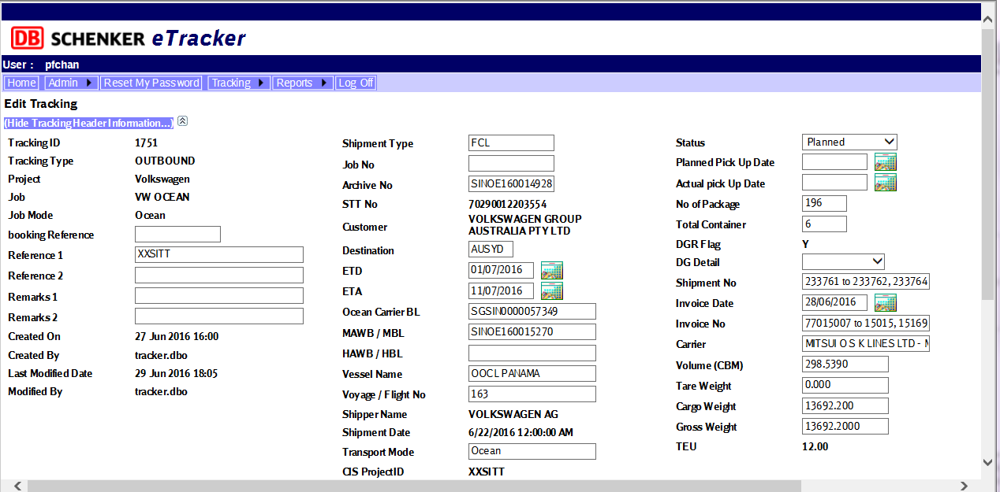 DB SCHENKER eTracker
User : pfchan
Home Admin Reset My Password Tracking Reports Log Off
Edit Tracking
(Hide Tracking Header Information...)
Tracking ID 1751
Tracking Type OUTBOUND
Project Volkswagen
Job VW OCEAN
Job Mode Ocean
booking Reference
Reference 1 XXSITT
Reference 2
Remarks 1
Remarks 2
Created On 27 Jun 2016 16:00
Created By tracker.dbo
Last Modified Date 29 Jun 2016 18:05
Modified By tracker.dbo
Shipment Type FCL
Job No
Archive No SINOE160014928
STT No 70290012203554
Customer VOLKSWAGEN GROUP
AUSTRALIA PTY LTD
Destination AUSYD
ETD 01/07/2016
ETA 11/07/2016
Ocean Carrier BL SGSIN0000057349
MAWB / MBL SINOE160015270
HAWB / HBL
Vessel Name OOCL PANAMA
Voyage / Flight No 163
Shipper Name VOLKSWAGEN AG
Shipment Date 6/22/2016 12:00:00 AM
Transport Mode Ocean
CIS ProjectID XXSITT
Status Planned
Planned Pick Up Date
Actual pick Up Date
No of Package 196
Total Container 6
DGR Flag Y
DG Detail
Shipment No 233761 to 233762, 233764
Invoice Date 28/06/2016
Invoice No 77015007 to 15015, 15169
Carrier MITSUI O S K LINES LTD -
Volume (CBM) 298.5390
Tare Weight 0.000
Cargo Weight 13692.200
Gross Weight 13692.2000
TEU 12.00